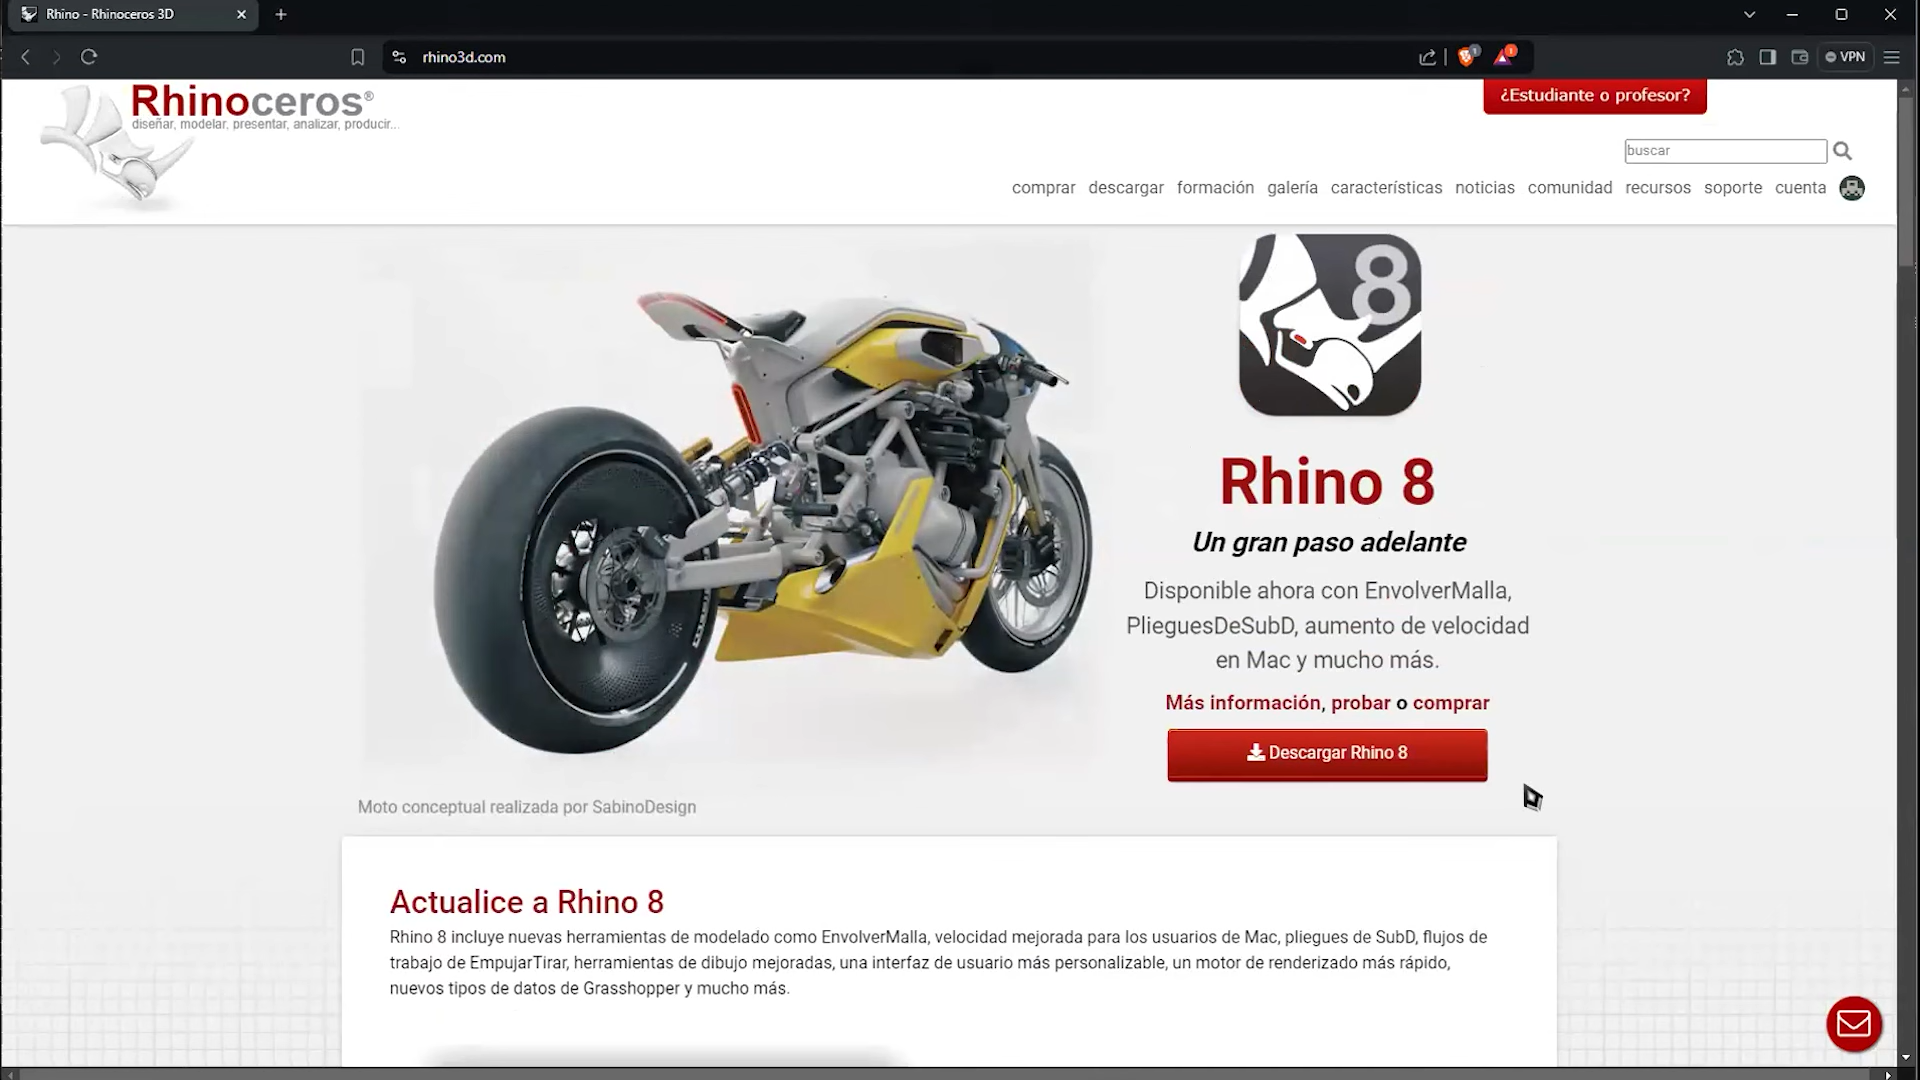 Rhino - Rhinoceros 3D
rhino3d.com
VPN
Rhinoceros®
diseñar, modelar, presentar, analizar, producir...
¿Estudiante o profesor?
buscar
comprar descargar formación galería características noticias comunidad recursos soporte cuenta
8
Rhino 8
Un gran paso adelante
Disponible ahora con EnvolverMalla,
PlieguesDeSubD, aumento de velocidad
en Mac y mucho más.
Más información, probar o comprar
Descargar Rhino 8
Moto conceptual realizada por SabinoDesign
Actualice a Rhino 8
Rhino 8 incluye nuevas herramientas de modelado como EnvolverMalla, velocidad mejorada para los usuarios de Mac, pliegues de SubD, flujos de
trabajo de EmpujarTirar, herramientas de dibujo mejoradas, una interfaz de usuario más personalizable, un motor de renderizado más rápido,
nuevos tipos de datos de Grasshopper y mucho más.